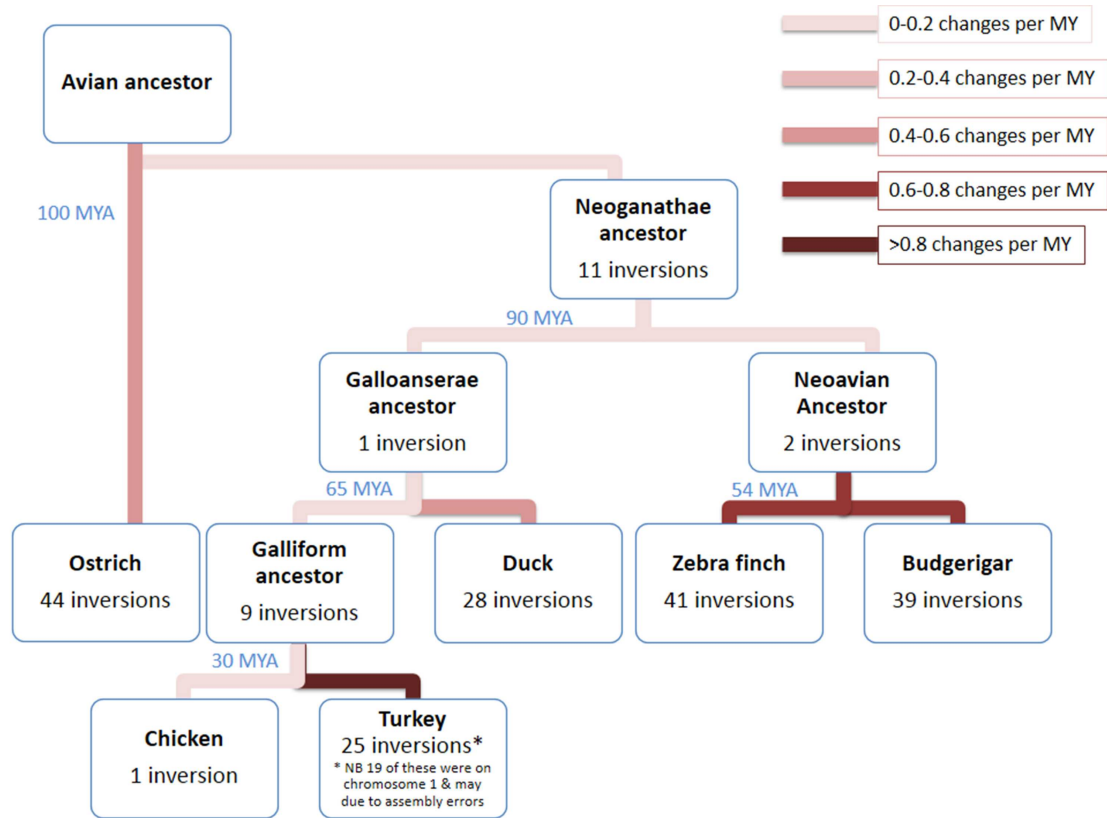 0-0.2 changes per MY
0.2-0.4 changes per MY
0.4-0.6 changes per MY
0.6-0.8 changes per MY
>0.8 changes per MY
Avian ancestor
100 MYA
Neoganathae
ancestor
11 inversions
90 MYA
Galloanserae
ancestor
1 inversion
Neoavian
Ancestor
2 inversions
65 MYA
54 MYA
Ostrich
44 inversions
Galliform
ancestor
9 inversions
Duck
28 inversions
Zebra finch
41 inversions
Budgerigar
39 inversions
30 MYA
Chicken
1 inversion
Turkey
25 inversions*
* NB 19 of these were on
chromosome 1 & may
due to assembly errors